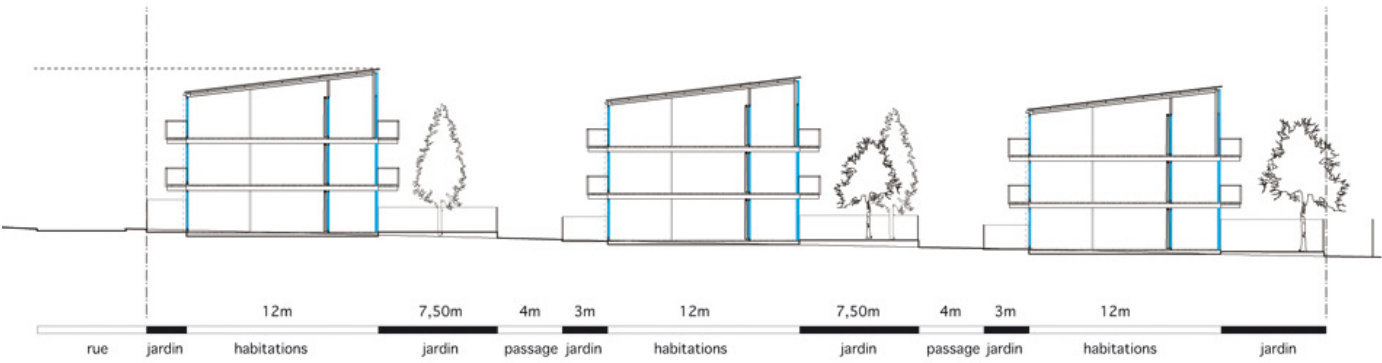 12m 7,50m 4m 3m 12m 7,50m 4m 3m 12m
rue jardin habitations jardin passage jardin habitations jardin passage jardin habitations jardin